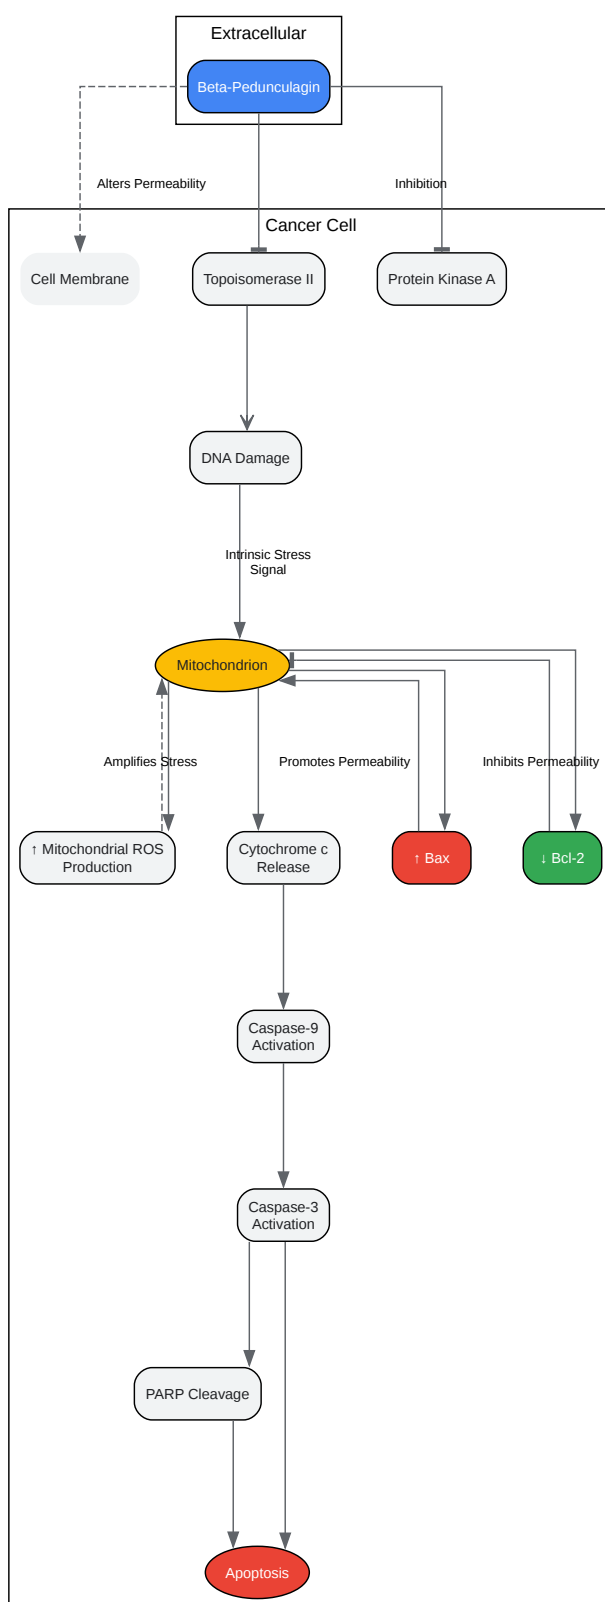 Extracellular
Beta-Pedunculagin
Alters Permeability
Inhibition
Cancer Cell
Cell Membrane
Topoisomerase II
Protein Kinase A
DNA Damage
Intrinsic Stress
Signal
Mitochondrion
Amplifies Stress
Promotes Permeability
Inhibits Permeability
↑ Mitochondrial ROS
Production
Cytochrome c
Release
↑ Bax
↓ Bcl-2
Caspase-9
Activation
Caspase-3
Activation
PARP Cleavage
Apoptosis